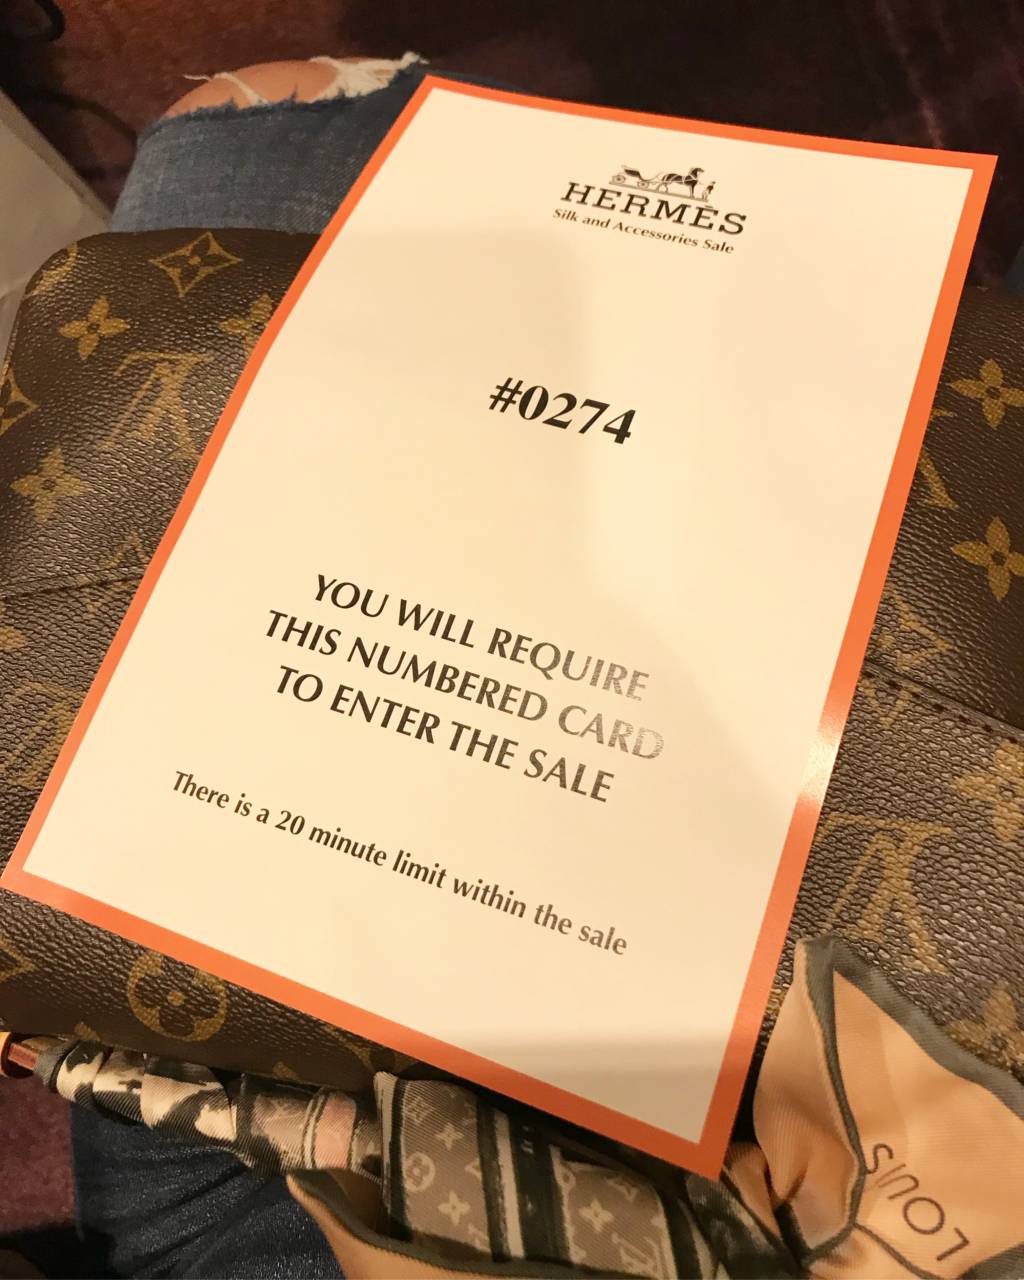 HERMÈS
Silk and Accessories Sale
#0274
YOU WILL REQUIRE
THIS NUMBERED CARD
TO ENTER THE SALE
There is a 20 minute limit within the sale
LOUIS